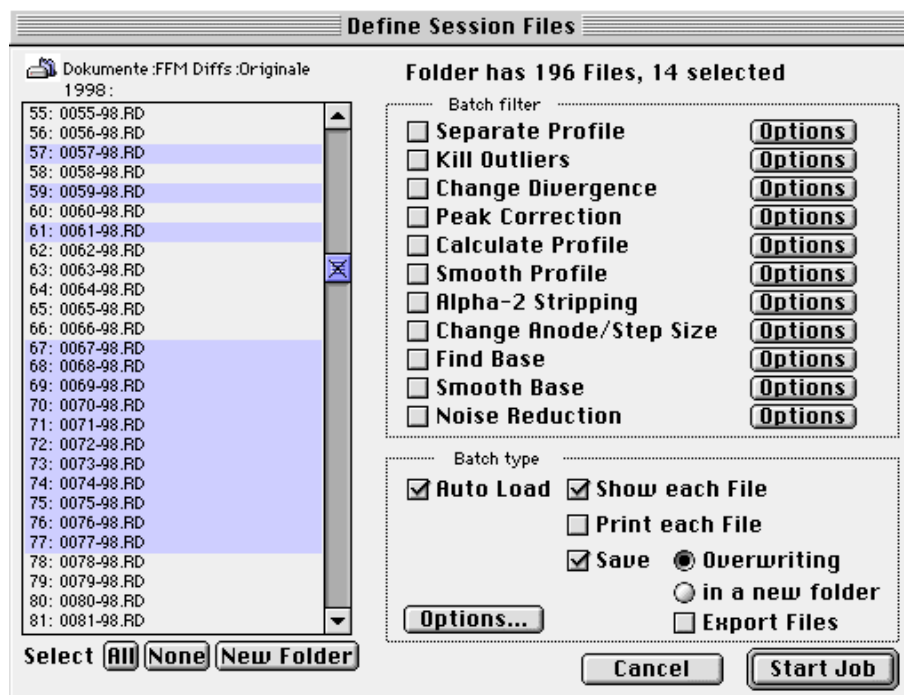 Define Session Files
Dokumente :FFM Diffs :Originale
1998 :
55: 0055-98.RD
56: 0056-98.RD
57: 0057-98.RD
58: 0058-98.RD
59: 0059-98.RD
60: 0060-98.RD
61: 0061-98.RD
62: 0062-98.RD
63: 0063-98.RD
64: 0064-98.RD
65: 0065-98.RD
66: 0066-98.RD
67: 0067-98.RD
68: 0068-98.RD
69: 0069-98.RD
70: 0070-98.RD
71: 0071-98.RD
72: 0072-98.RD
73: 0073-98.RD
74: 0074-98.RD
75: 0075-98.RD
76: 0076-98.RD
77: 0077-98.RD
78: 0078-98.RD
79: 0079-98.RD
80: 0080-98.RD
81: 0081-98.RD
Select All None New Folder
Folder has 196 Files, 14 selected
Batch filter
Separate Profile Options
Kill Outliers Options
Change Divergence Options
Peak Correction Options
Calculate Profile Options
Smooth Profile Options
Alpha-2 Stripping Options
Change Anode/Step Size Options
Find Base Options
Smooth Base Options
Noise Reduction Options
Batch type
Auto Load Show each File
Print each File
Save Overwriting
in a new folder
Options... Export Files
Cancel Start Job